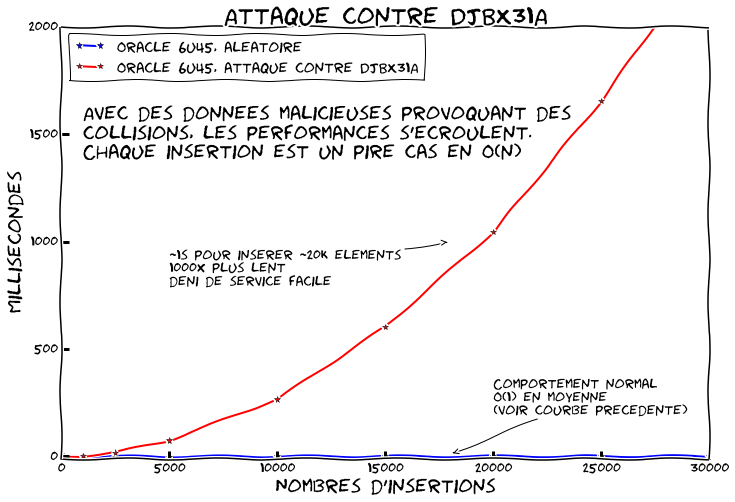 ATTAQUE CONTRE DJBX31A
2000
ORACLE 6U45, ALEATOIRE
ORACLE 6U45, ATTAQUE CONTRE DJBX31A
AVEC DES DONNEES MALICIEUSES PROVOQUANT DES
COLLISIONS, LES PERFORMANCES S'ECROULENT.
CHAQUE INSERTION EST UN PIRE CAS EN O(N)
1500
MILLISECONDES
1000
~1S POUR INSERER ~20K ELEMENTS
1000X PLUS LENT
DENI DE SERVICE FACILE
500
COMPORTEMENT NORMAL
O(1) EN MOYENNE
(VOIR COURBE PRECEDENTE)
0
0 5000 10000 15000 20000 25000 30000
NOMBRES D'INSERTIONS